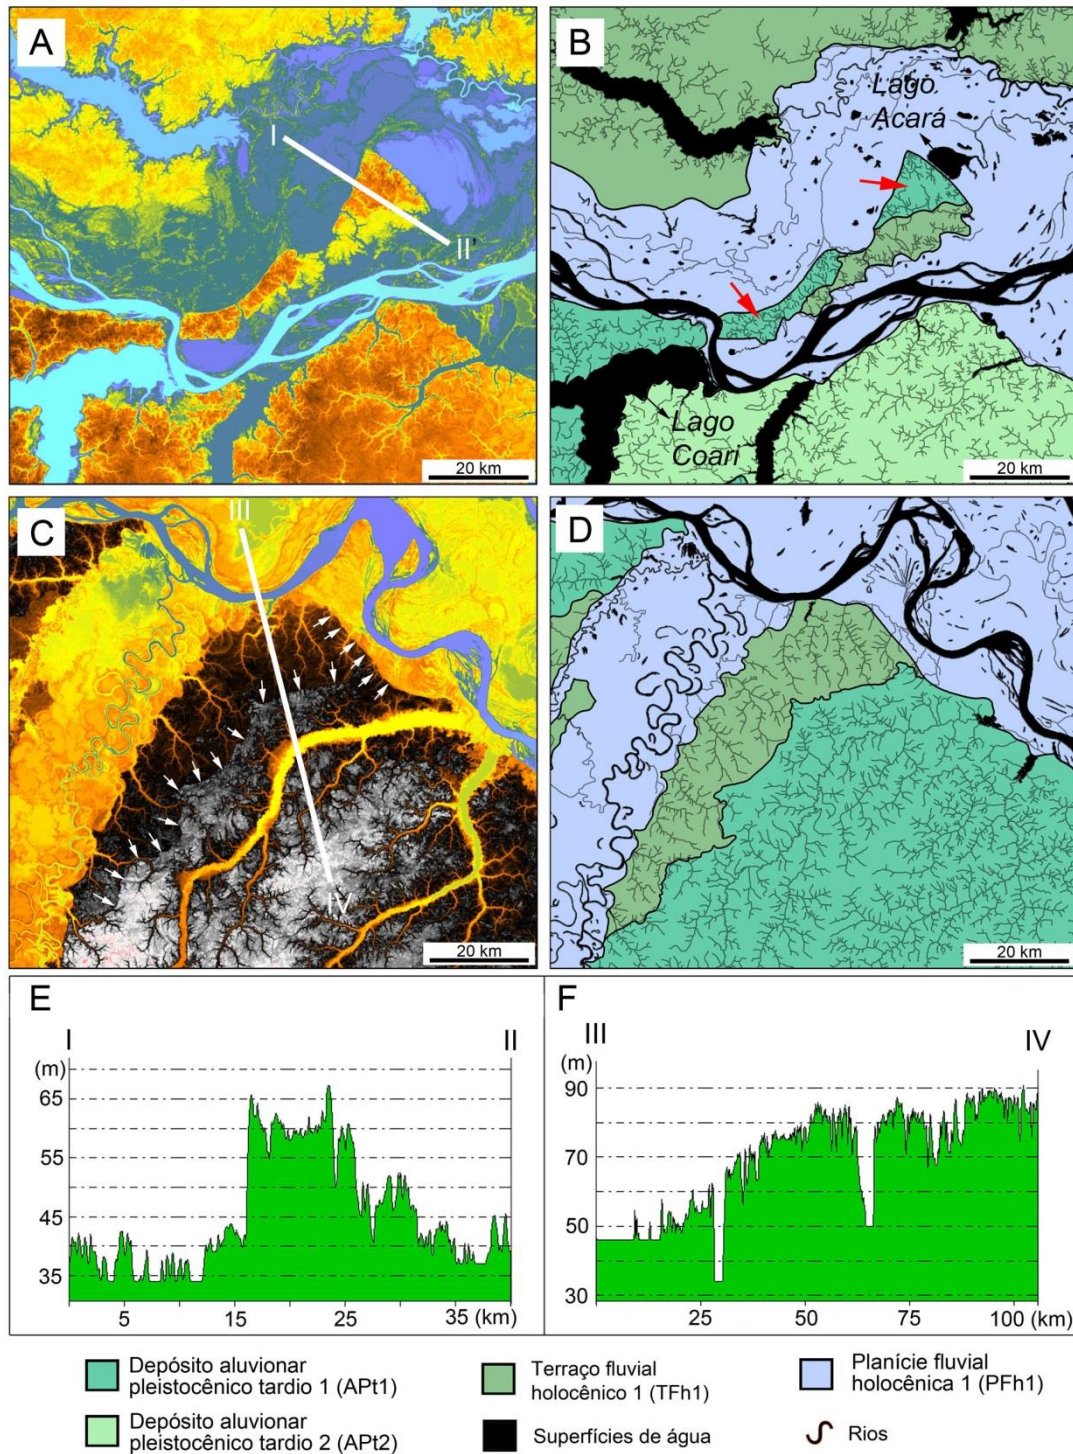 A
I
II
20 km
B
Lago
Acará
Lago
Coari
20 km
C
III
IV
20 km
D
20 km
E
I
II
(m)
65
55
45
35
5
15
25
35 (km)
F
III
IV
(m)
90
70
50
30
25
50
75
100 (km)
Depósito aluvionar
pleistocênico tardio 1 (APt1)
Terraço fluvial
holocênico 1 (TFh1)
Planície fluvial
holocênica 1 (PFh1)
Depósito aluvionar
pleistocênico tardio 2 (APt2)
Superfícies de água
Rios